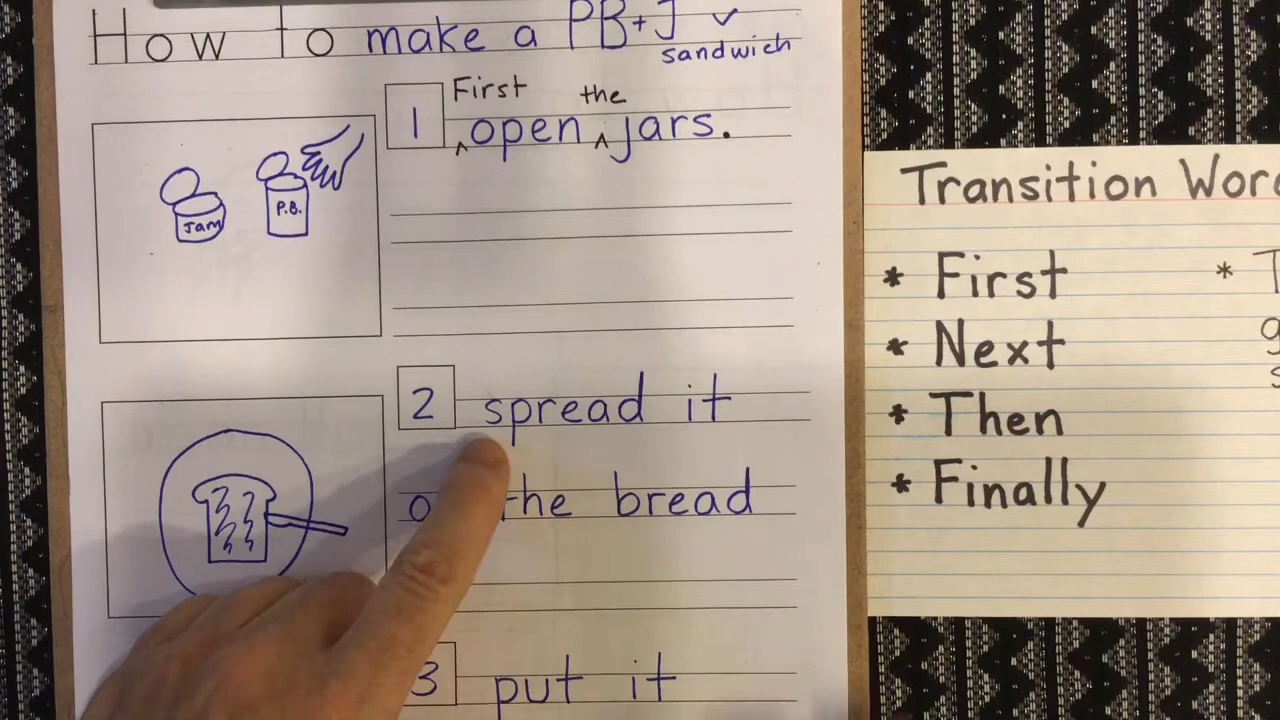 How to make a PB+J
sandwich
First the
1 open jars.
Jam
P.B.
2 spread it
the bread
3 put it
Transition
* First
* Next
* Then
* Finally
*